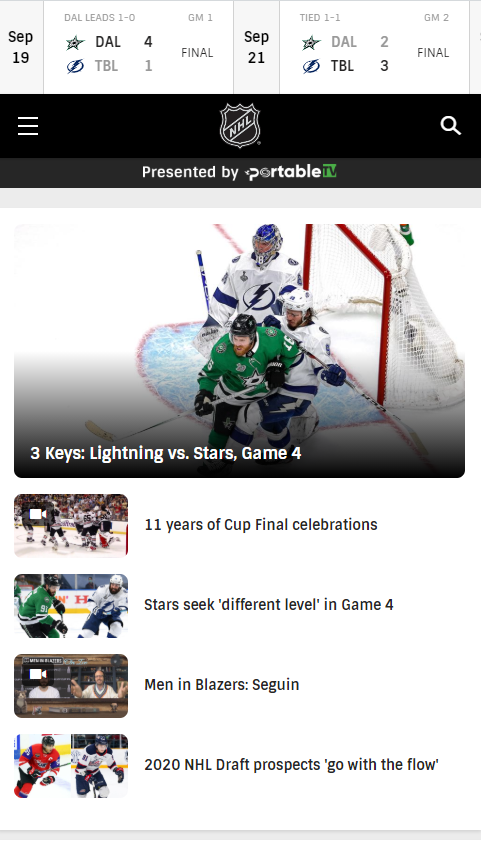 DAL LEADS 1-0 GM 1
Sep
19
DAL 4
TBL 1
FINAL
TIED 1-1 GM 2
Sep
21
DAL 2
TBL 3
FINAL
NHL
Presented by portableTV
3 Keys: Lightning vs. Stars, Game 4
11 years of Cup Final celebrations
Stars seek 'different level' in Game 4
MEN IN BLAZERS
Men in Blazers: Seguin
2020 NHL Draft prospects 'go with the flow'